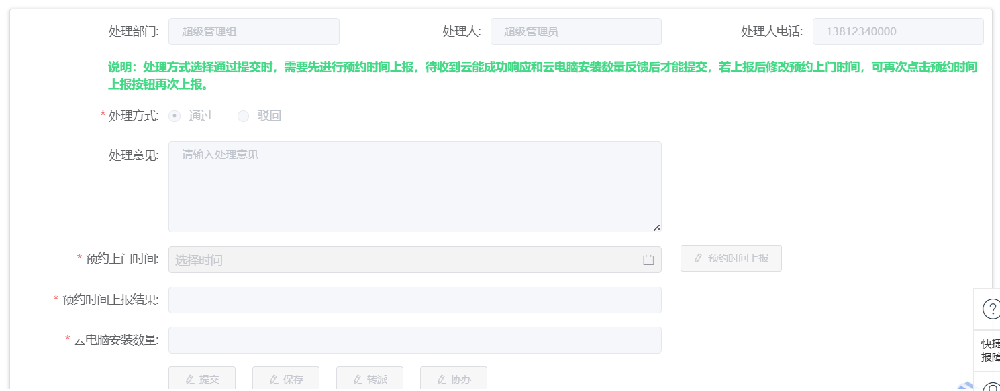 处理部门: 超级管理组 处理人: 超级管理员 处理人电话: 13812340000
说明：处理方式选择通过提交时，需要先进行预约时间上报，待收到云能成功响应和云电脑安装数量反馈后才能提交，若上报后修改预约上门时间，可再次点击预约时间
上报按钮再次上报。
* 处理方式: 通过 驳回
处理意见: 请输入处理意见
* 预约上门时间: 选择时间 预约时间上报
* 预约时间上报结果:
* 云电脑安装数量:
?
快捷
报障
提交 保存 转派 协办